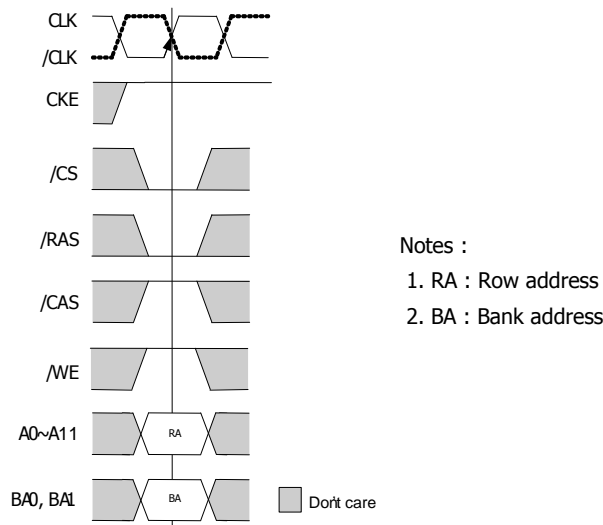 CLK
/CLK
CKE
/CS
/RAS
/CAS
/WE
A0~A11
RA
BA0, BA1
BA
Don't care
Notes :
1. RA : Row address
2. BA : Bank address